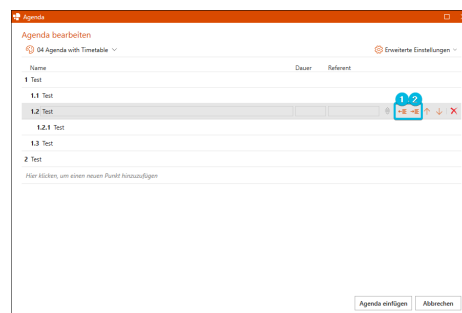 Agenda
Agenda bearbeiten
04 Agenda with Timetable
Erweiterte Einstellungen
Name Dauer Referent
1 Test
1.1 Test
1 2
1.2 Test
1.2.1 Test
1.3 Test
2 Test
Hier klicken, um einen neuen Punkt hinzuzufügen
Agenda einfügen Abbrechen